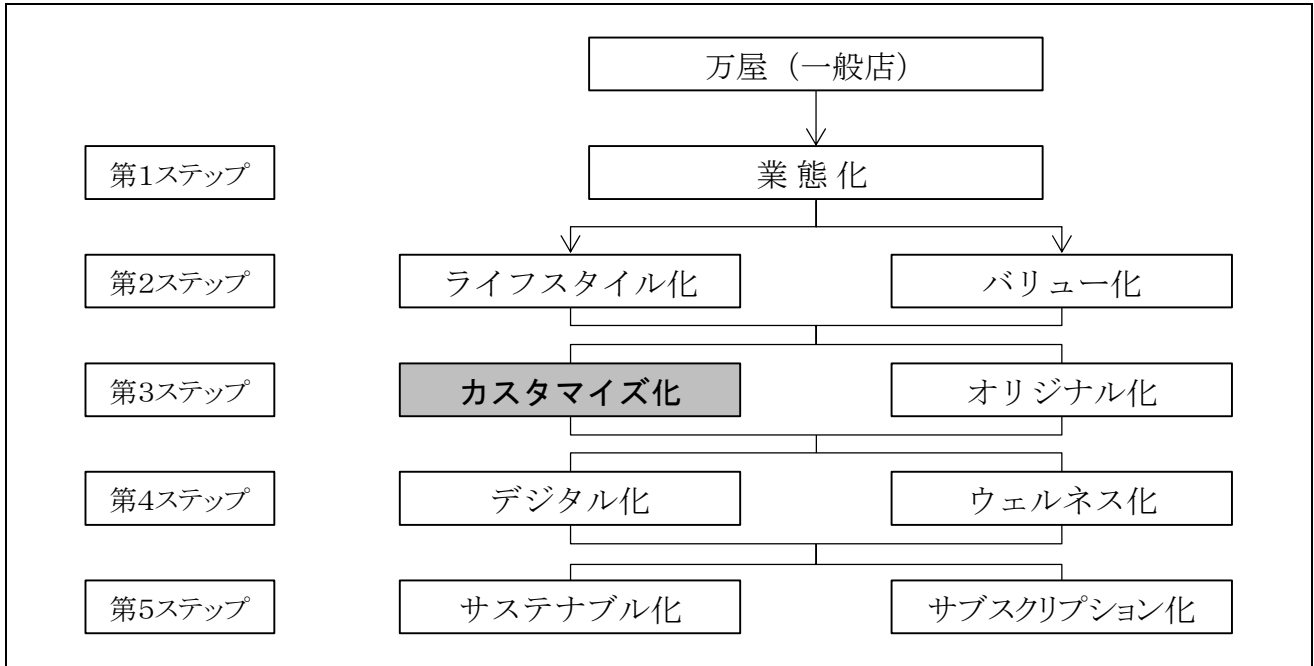 万屋（一般店）
第1ステップ
業態化
第2ステップ
ライフスタイル化
バリュー化
第3ステップ
カスタマイズ化
オリジナル化
第4ステップ
デジタル化
ウェルネス化
第5ステップ
サステナブル化
サブスクリプション化